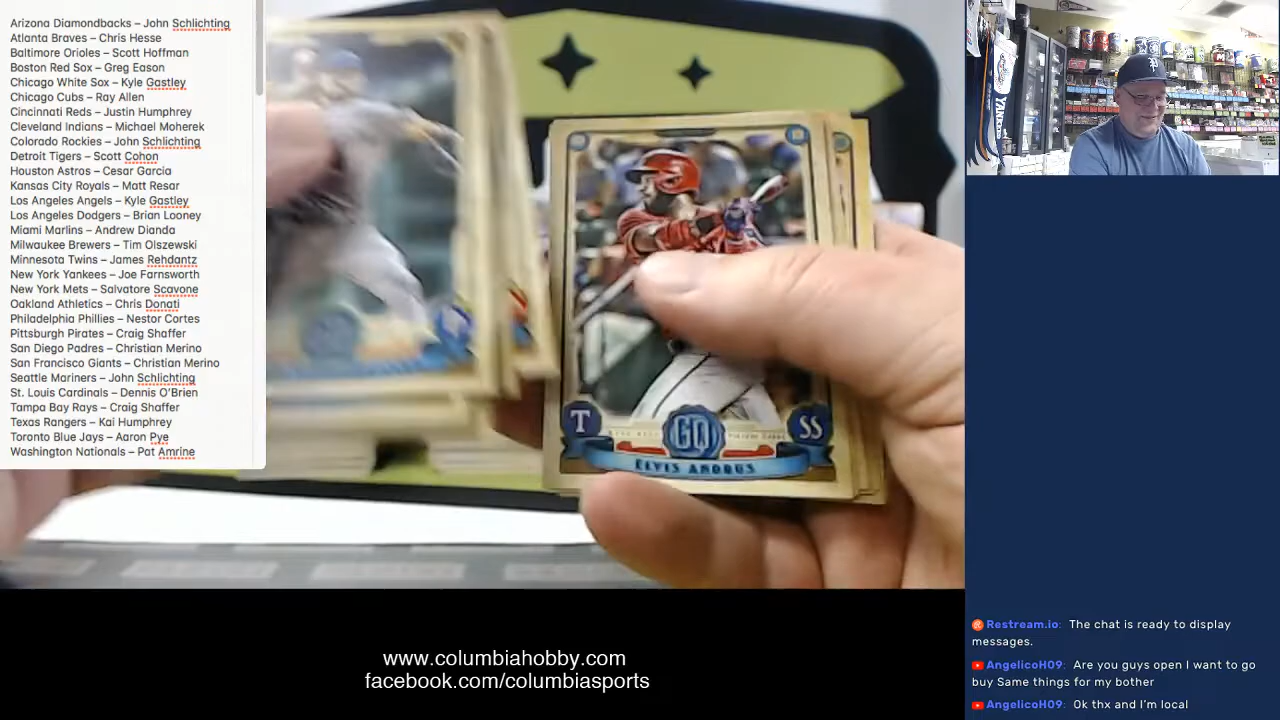 Arizona Diamondbacks – John Schlichting
Atlanta Braves – Chris Hesse
Baltimore Orioles – Scott Hoffman
Boston Red Sox – Greg Eason
Chicago White Sox – Kyle Gastley
Chicago Cubs – Ray Allen
Cincinnati Reds – Justin Humphrey
Cleveland Indians – Michael Moherek
Colorado Rockies – John Schlichting
Detroit Tigers – Scott Cohon
Houston Astros – Cesar Garcia
Kansas City Royals – Matt Resar
Los Angeles Angels – Kyle Gastley
Los Angeles Dodgers – Brian Looney
Miami Marlins – Andrew Dianda
Milwaukee Brewers – Tim Olszewski
Minnesota Twins – James Rehdantz
New York Yankees – Joe Farnsworth
New York Mets – Salvatore Scavone
Oakland Athletics – Chris Donati
Philadelphia Phillies – Nestor Cortes
Pittsburgh Pirates – Craig Shaffer
San Diego Padres – Christian Merino
San Francisco Giants – Christian Merino
Seattle Mariners – John Schlichting
St. Louis Cardinals – Dennis O’Brien
Tampa Bay Rays – Craig Shaffer
Texas Rangers – Kai Humphrey
Toronto Blue Jays – Aaron Pye
Washington Nationals – Pat Amrine
T GQ SS
ELVIS ANDRUS
www.columbiahobby.com
facebook.com/columbiasports
Restream.io: The chat is ready to display
messages.
AngelicoH09: Are you guys open I want to go
buy Same things for my bother
AngelicoH09: Ok thx and I'm local